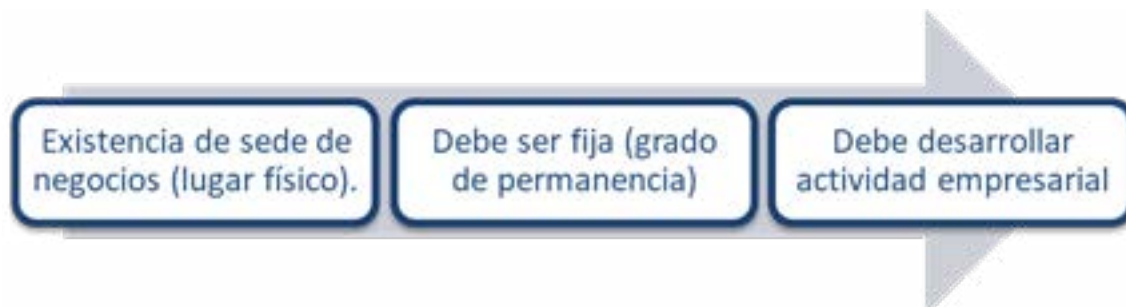 Existencia de sede de
negocios (lugar físico).
Debe ser fija (grado
de permanencia)
Debe desarrollar
actividad empresarial